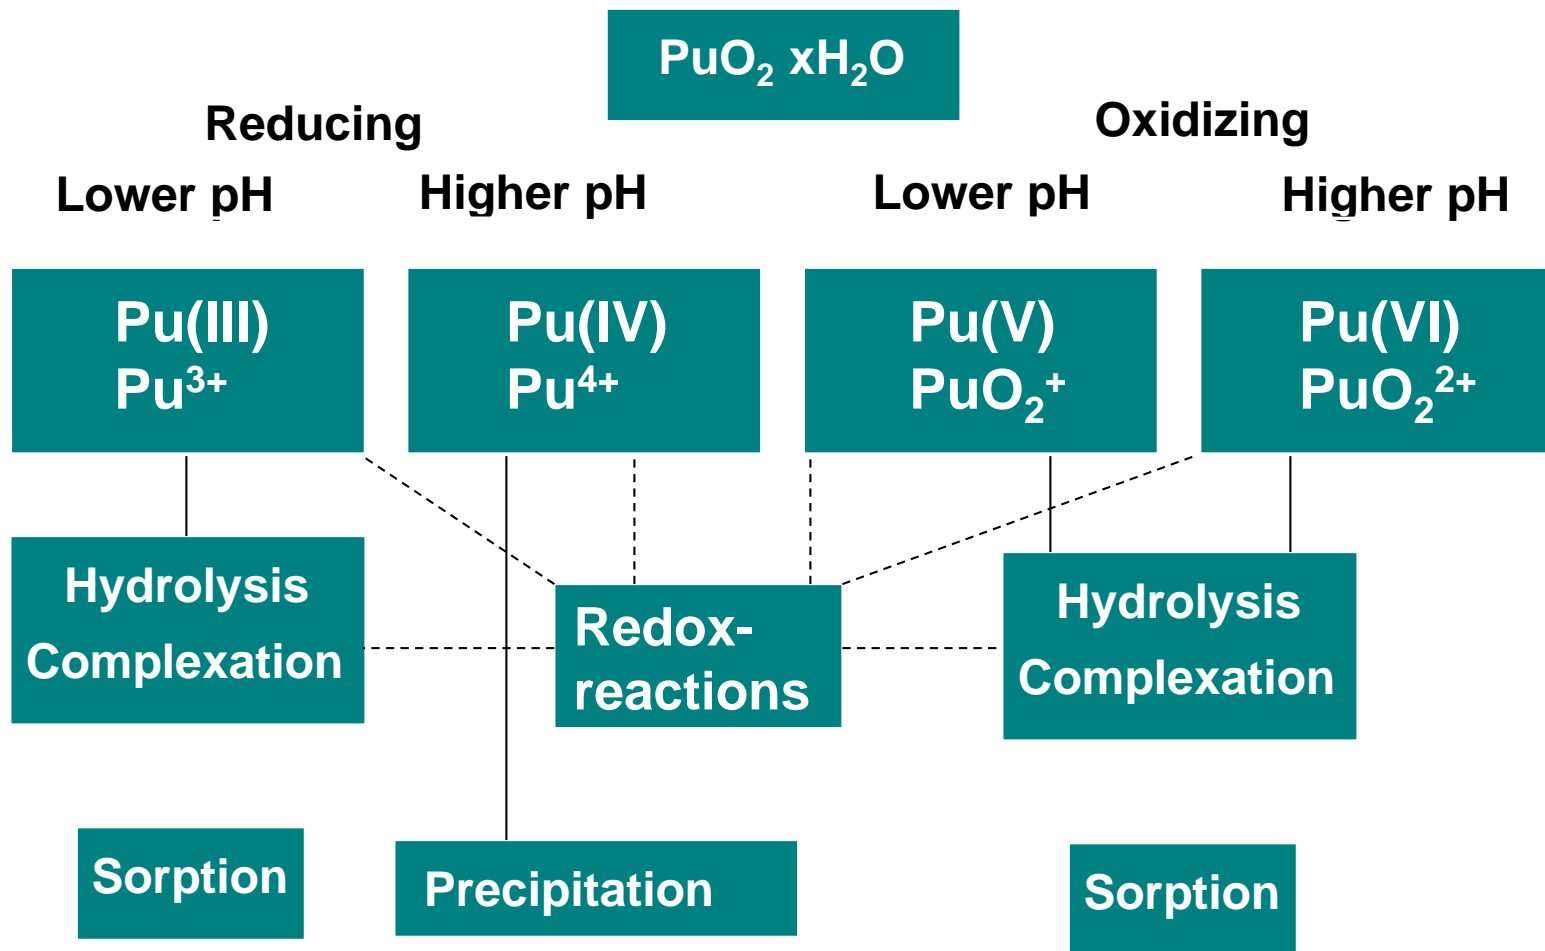 PuO₂ xH₂O
Reducing
Oxidizing
Lower pH
Higher pH
Lower pH
Higher pH
Pu(III)
Pu³⁺
Pu(IV)
Pu⁴⁺
Pu(V)
PuO₂⁺
Pu(VI)
PuO₂²⁺
Hydrolysis
Complexation
Redox-
reactions
Hydrolysis
Complexation
Sorption
Precipitation
Sorption